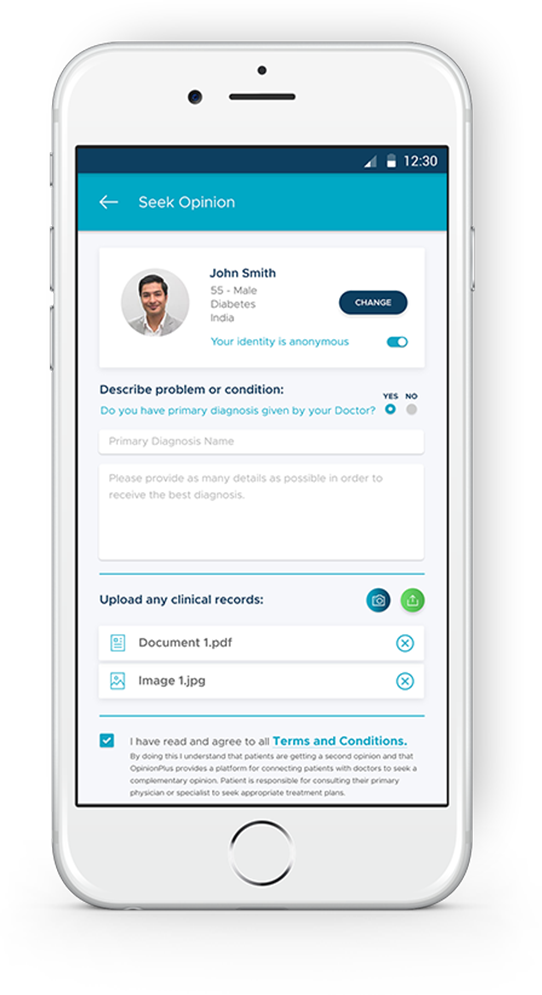 12:30
Seek Opinion
John Smith
55 - Male
Diabetes
India
CHANGE
Your identity is anonymous
Describe problem or condition:
YES NO
Do you have primary diagnosis given by your Doctor?
Primary Diagnosis Name
Please provide as many details as possible in order to
receive the best diagnosis.
Upload any clinical records:
Document 1.pdf
Image 1.jpg
I have read and agree to all Terms and Conditions.
By doing this I understand that patients are getting a second opinion and that
OpinionPlus provides a platform for connecting patients with doctors to seek a
complementary opinion. Patient is responsible for consulting their primary
physician or specialist to seek appropriate treatment plans.